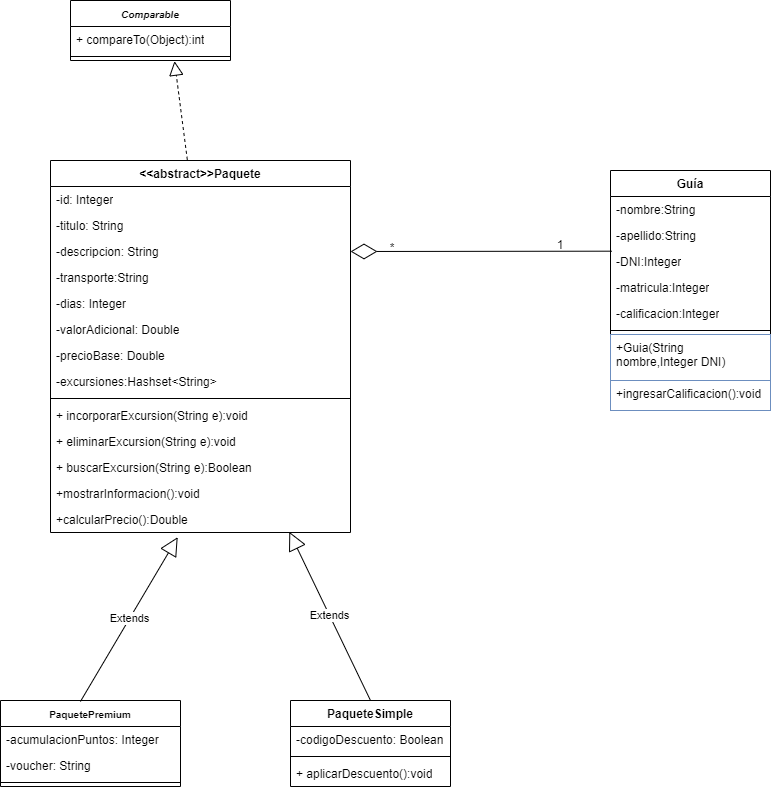 Comparable
+ compareTo(Object):int
<<abstract>>Paquete
-id: Integer
-titulo: String
-descripcion: String
-transporte:String
-dias: Integer
-valorAdicional: Double
-precioBase: Double
-excursiones:Hashset<String>
+ incorporarExcursion(String e):void
+ eliminarExcursion(String e):void
+ buscarExcursion(String e):Boolean
+mostrarInformacion():void
+calcularPrecio():Double
*
1
Guía
-nombre:String
-apellido:String
-DNI:Integer
-matricula:Integer
-calificacion:Integer
+Guia(String
nombre,Integer DNI)
+ingresarCalificacion():void
Extends
Extends
PaquetePremium
-acumulacionPuntos: Integer
-voucher: String
PaqueteSimple
-codigoDescuento: Boolean
+ aplicarDescuento():void